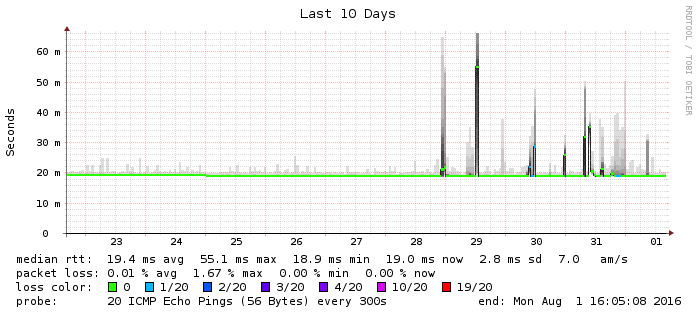 Last 10 Days
RRDTOOL / TOBI OETIKER
Seconds
60 m
50 m
40 m
30 m
20 m
10 m
0
23 24 25 26 27 28 29 30 31 01
median rtt: 19.4 ms avg 55.1 ms max 18.9 ms min 19.0 ms now 2.8 ms sd 7.0 am/s
packet loss: 0.01 % avg 1.67 % max 0.00 % min 0.00 % now
loss color: 0 1/20 2/20 3/20 4/20 10/20 19/20
probe: 20 ICMP Echo Pings (56 Bytes) every 300s end: Mon Aug 1 16:05:08 2016